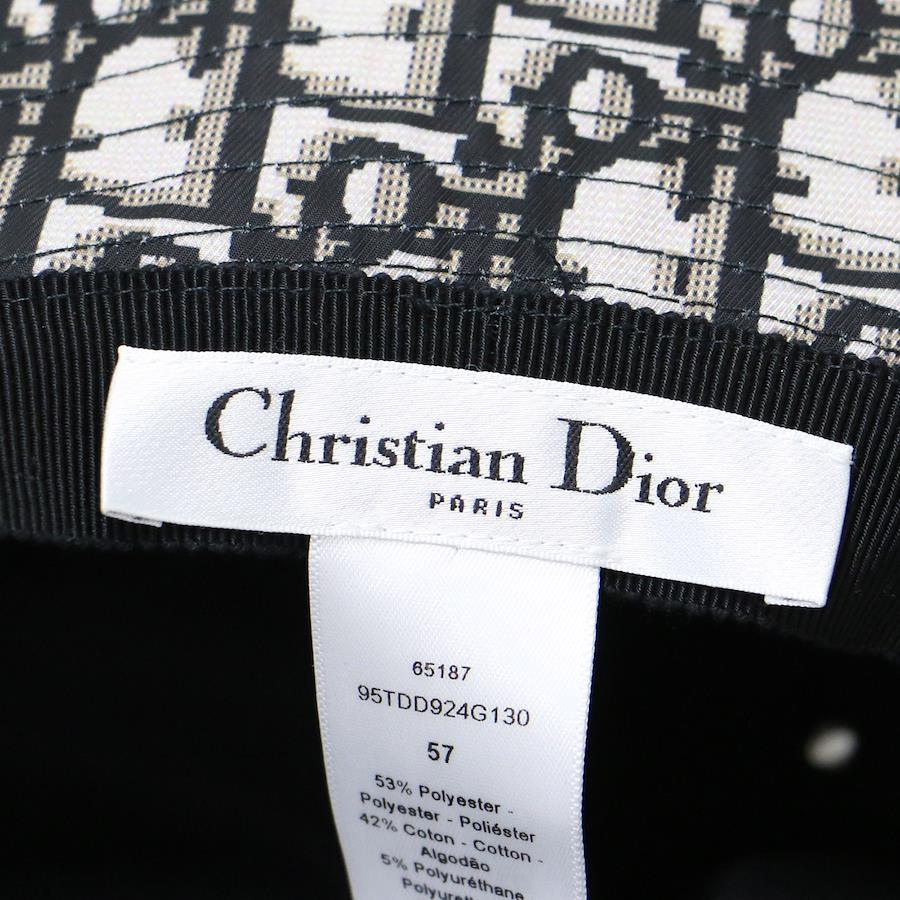 Christian Dior
PARIS
65187
95TDD924G130
57
53% Polyester -
Polyester - Poliéster
42% Coton - Cotton -
Algodão
5% Polyuréthane